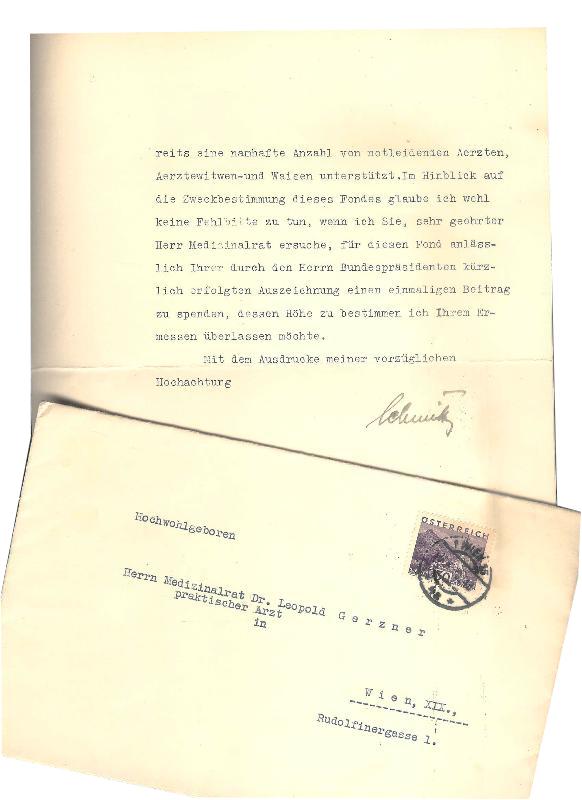 reits eine namhafte Anzahl von notleidenden Aerzten,
Aerztewitwen-und Waisen unterstützt.Im Hinblick auf
die Zweckbestimmung dieses Fondes glaube ich wohl
keine Fehlbitte zu tun, wenn ich Sie, sehr geehrter
Herr Medizinalrat ersuche, für diesen Fond anläss-
lich Ihrer durch den Herrn Bundespräsidenten kürz-
lich erfolgten Auszeichnung einen einmaligen Beitrag
zu spenden, dessen Höhe zu bestimmen ich Ihrem Er-
messen überlassen möchte.
Mit dem Ausdrucke meiner vorzüglichen
Hochachtung
Schmitz
Hochwohlgeboren
ÖSTERREICH
WIEN
Herrn Medizinalrat Dr. Leopold Gerzner
praktischer Arzt
in
Wien, XIX.,
Rudolfinergasse 1.